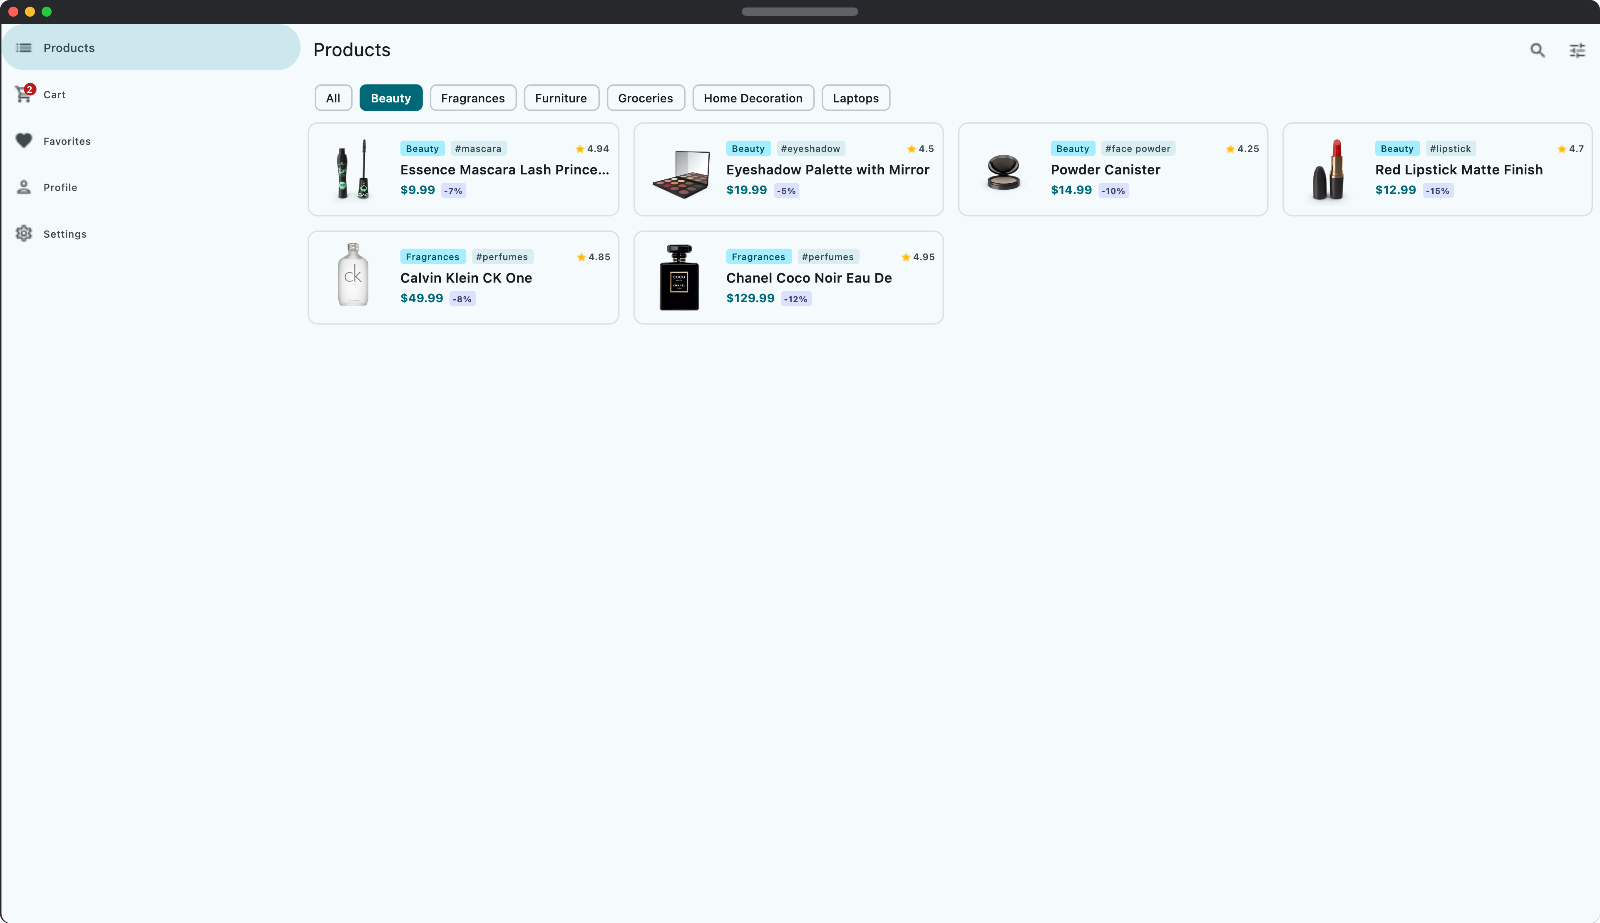 Products
2
Cart
Favorites
Profile
Settings
Products
All Beauty Fragrances Furniture Groceries Home Decoration Laptops
Beauty #mascara 4.94
Essence Mascara Lash Prince...
$9.99 -7%
Beauty #eyeshadow 4.5
Eyeshadow Palette with Mirror
$19.99 -5%
Beauty #face powder 4.25
Powder Canister
$14.99 -10%
Beauty #lipstick 4.7
Red Lipstick Matte Finish
$12.99 -15%
ck
Fragrances #perfumes 4.85
Calvin Klein CK One
$49.99 -8%
COCO
CHANEL
Fragrances #perfumes 4.95
Chanel Coco Noir Eau De
$129.99 -12%